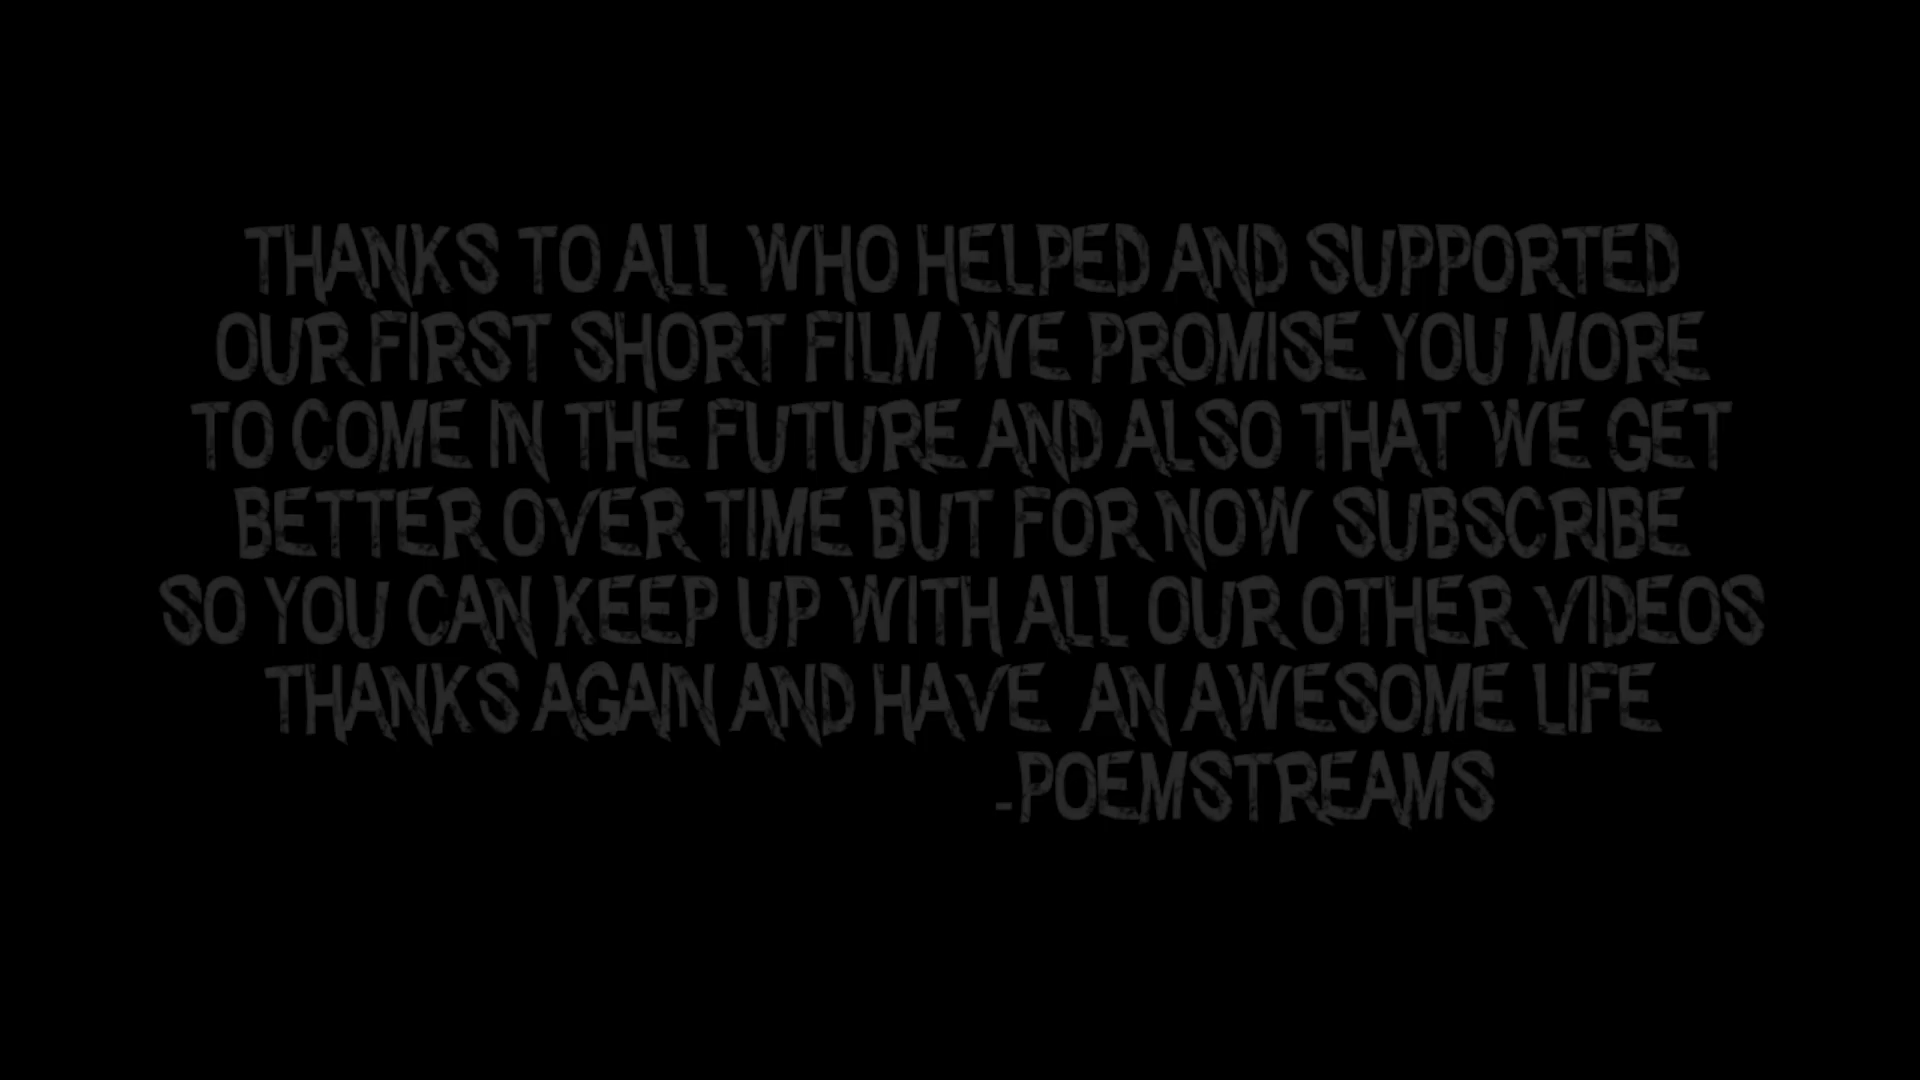 THANKS TO ALL WHO HELPED AND SUPPORTED
OUR FIRST SHORT FILM WE PROMISE YOU MORE
TO COME IN THE FUTURE AND ALSO THAT WE GET
BETTER OVER TIME BUT FOR NOW SUBSCRIBE
SO YOU CAN KEEP UP WITH ALL OUR OTHER VIDEOS
THANKS AGAIN AND HAVE AN AWESOME LIFE
-POEMSTREAMS